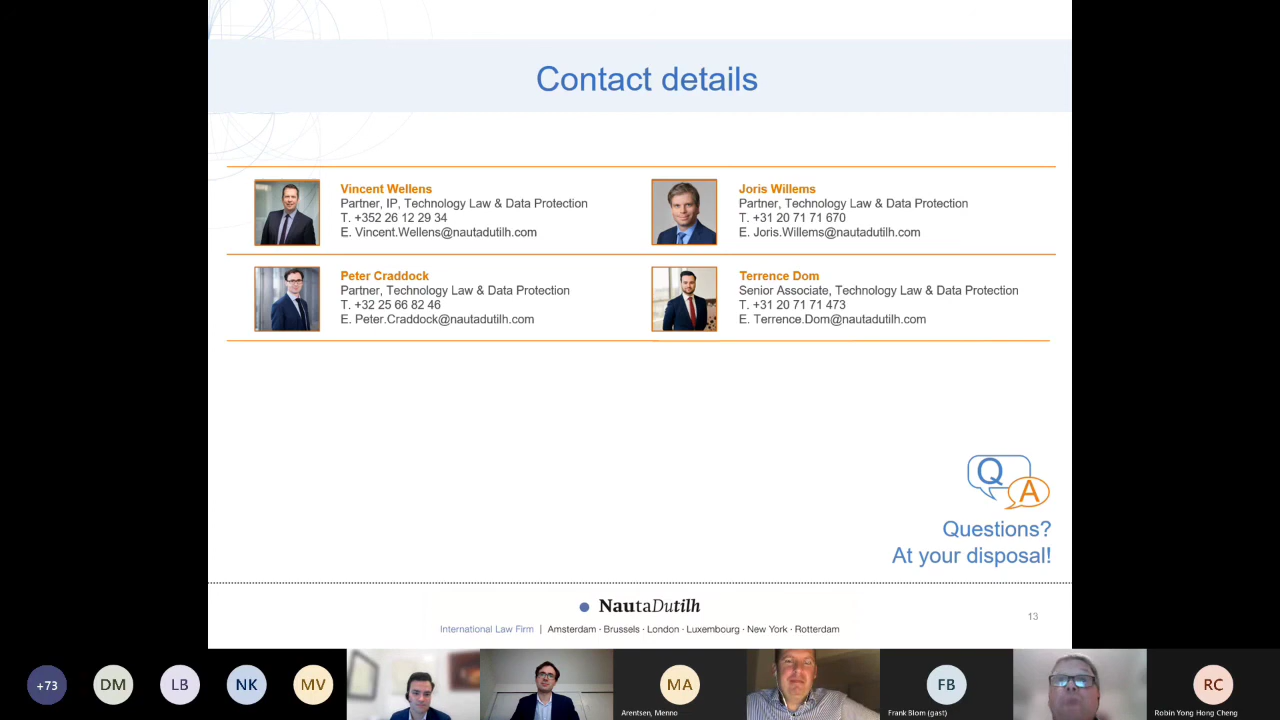 Contact details
Vincent Wellens
Partner, IP, Technology Law & Data Protection
T. +352 26 12 29 34
E. Vincent.Wellens@nautadutilh.com
Joris Willems
Partner, Technology Law & Data Protection
T. +31 20 71 71 670
E. Joris.Willems@nautadutilh.com
Peter Craddock
Partner, Technology Law & Data Protection
T. +32 25 66 82 46
E. Peter.Craddock@nautadutilh.com
Terrence Dom
Senior Associate, Technology Law & Data Protection
T. +31 20 71 71 473
E. Terrence.Dom@nautadutilh.com
Q
A
Questions?
At your disposal!
NautaDutilh
International Law Firm | Amsterdam · Brussels · London · Luxembourg · New York · Rotterdam
13
+73
DM
LB
NK
MV
MA
Arentsen, Menno
FB
Frank Blom (gast)
RC
Robin Yong Hong Cheng